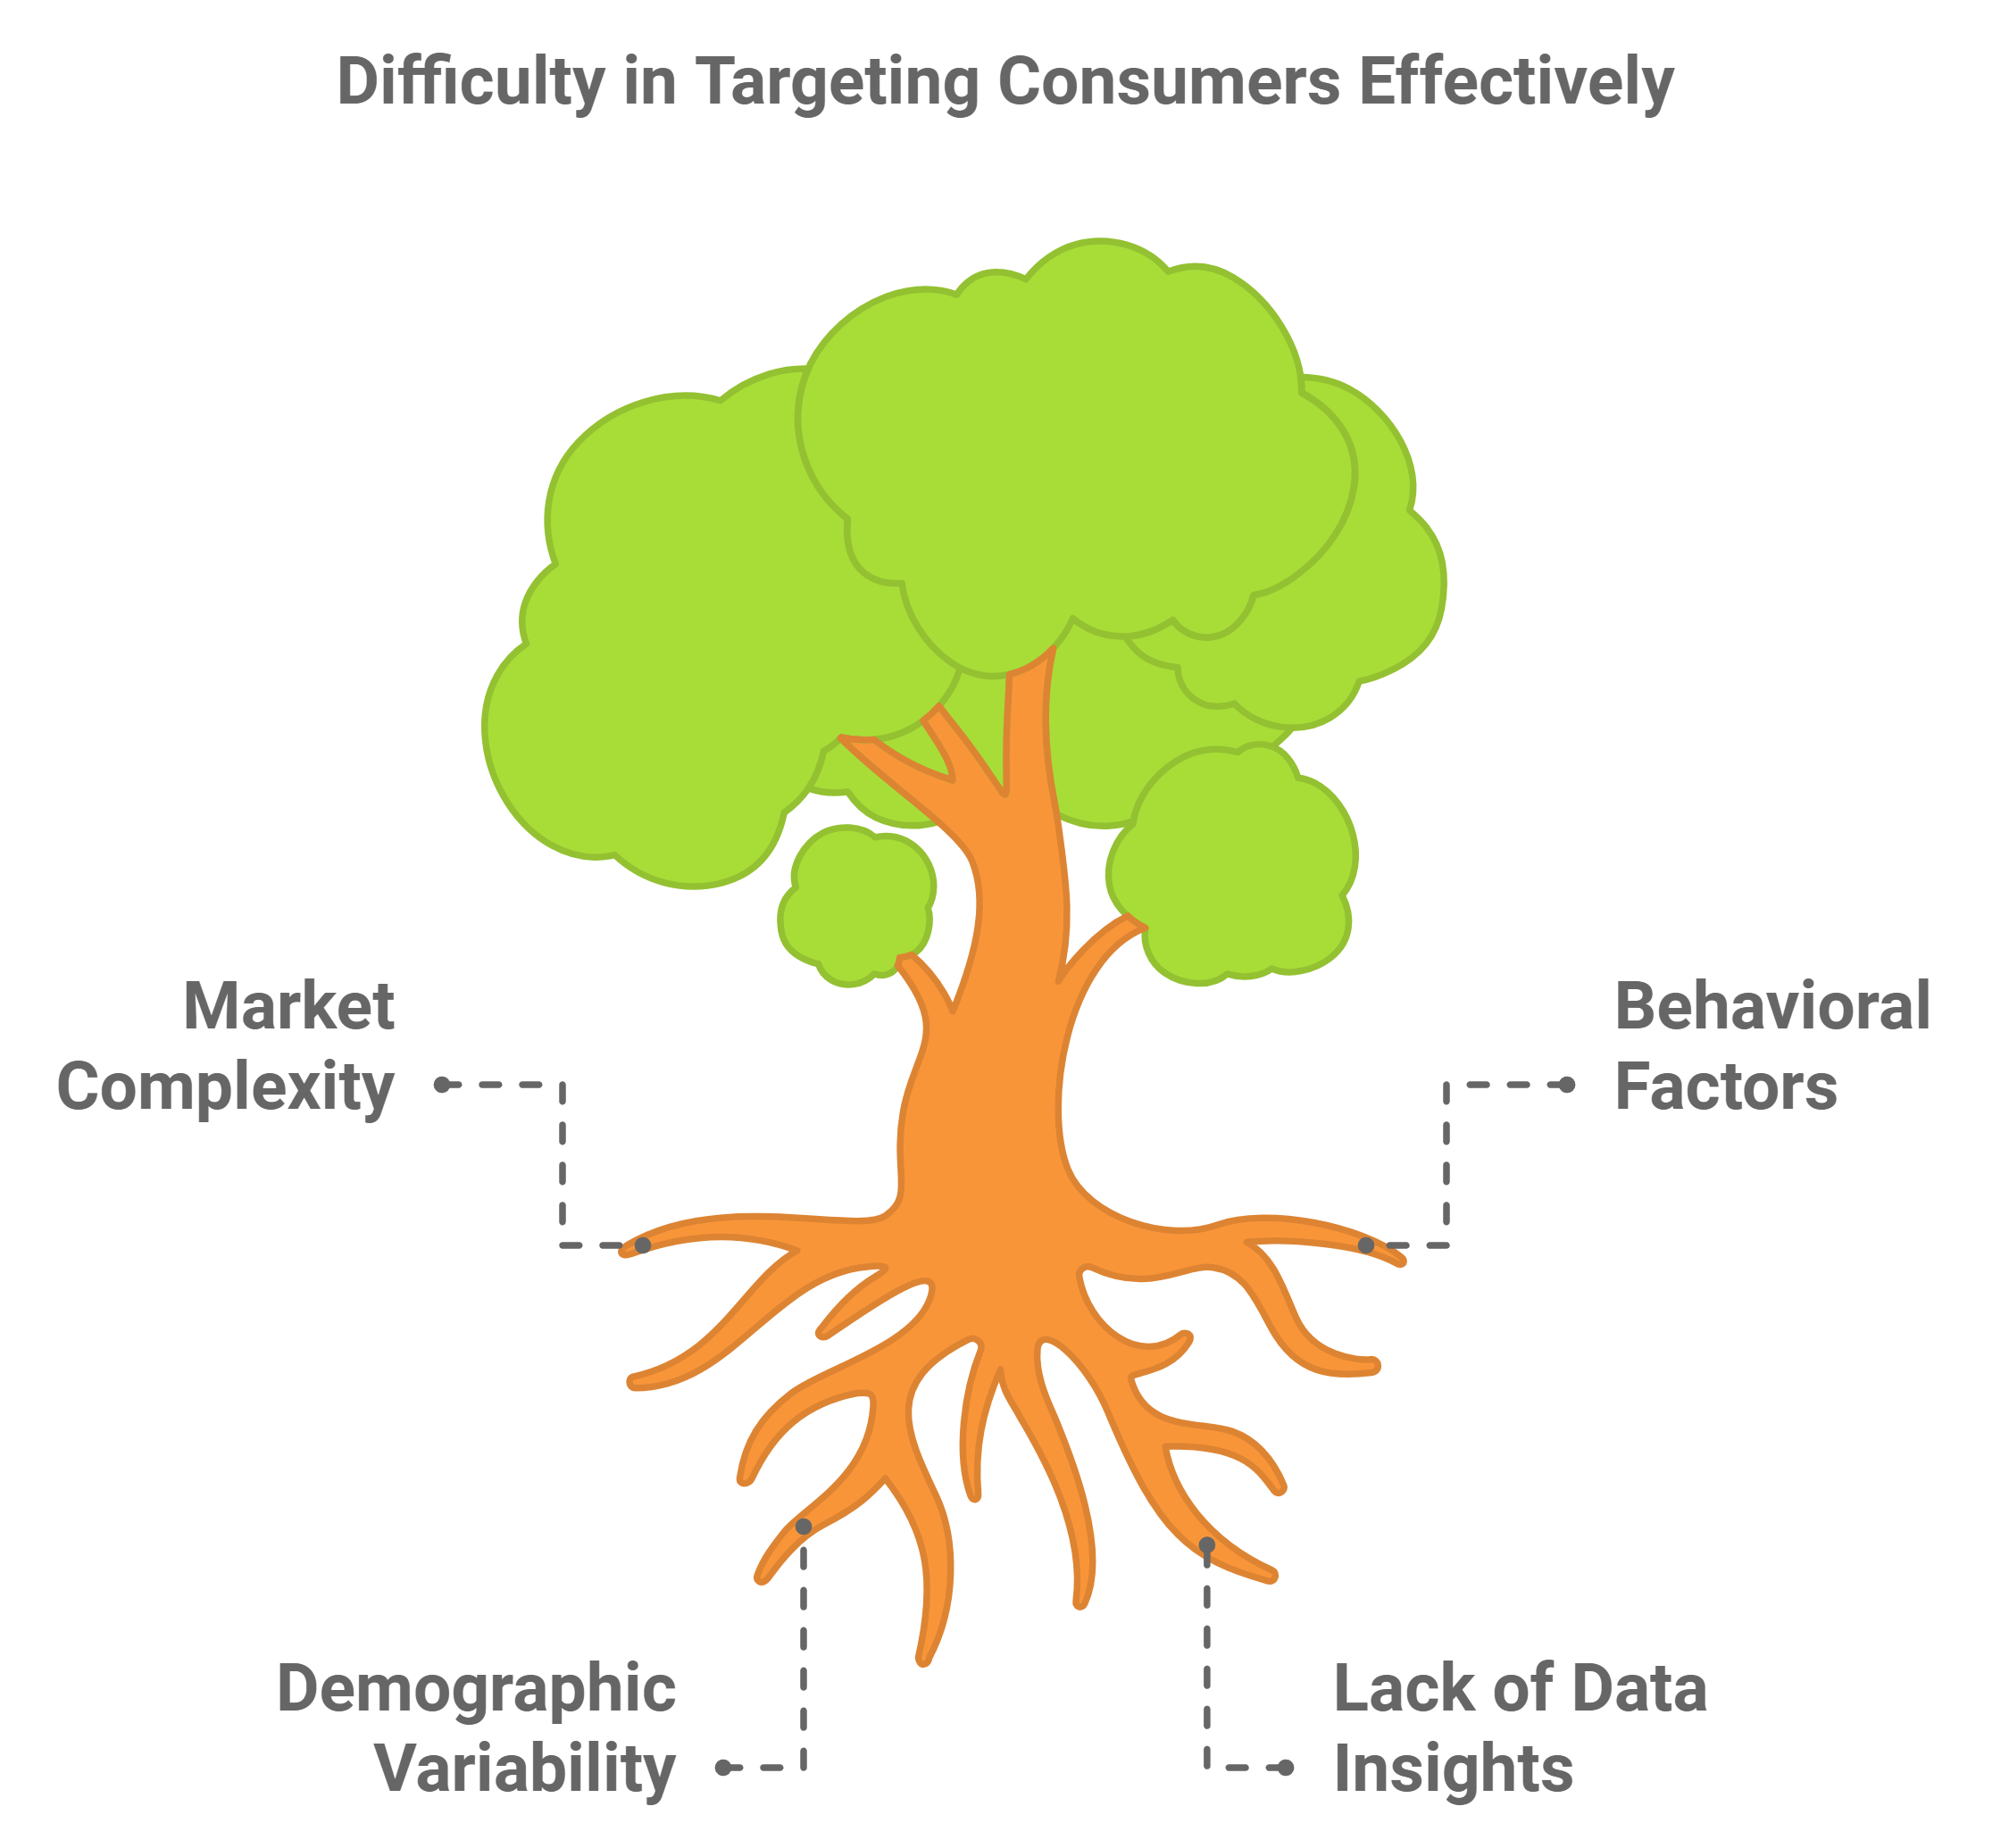 Difficulty in Targeting Consumers Effectively
Market
Complexity
Behavioral
Factors
Demographic
Variability
Lack of Data
Insights